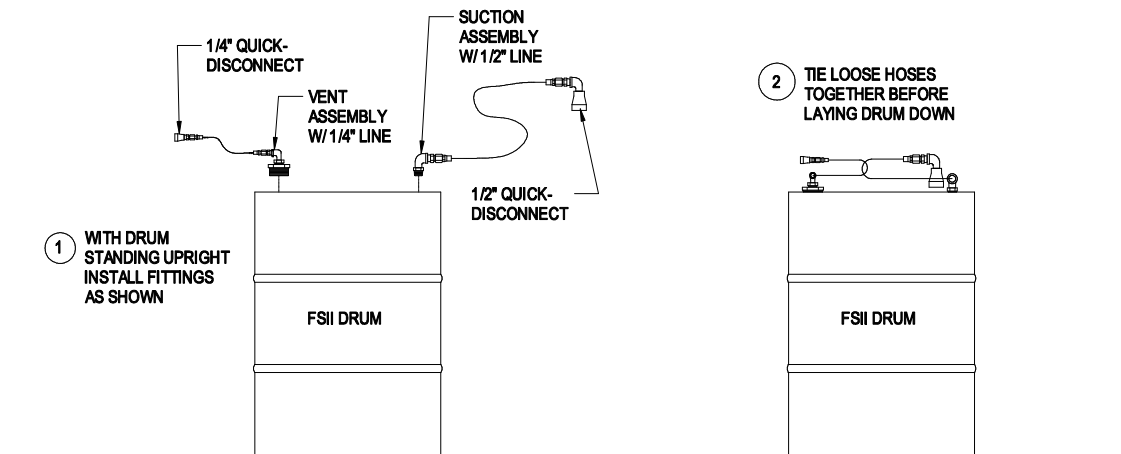 1/4" QUICK-
DISCONNECT
VENT
ASSEMBLY
W/ 1/4" LINE
SUCTION
ASSEMBLY
W/ 1/2" LINE
1/2" QUICK-
DISCONNECT
1
WITH DRUM
STANDING UPRIGHT
INSTALL FITTINGS
AS SHOWN
FSII DRUM
2
TIE LOOSE HOSES
TOGETHER BEFORE
LAYING DRUM DOWN
FSII DRUM